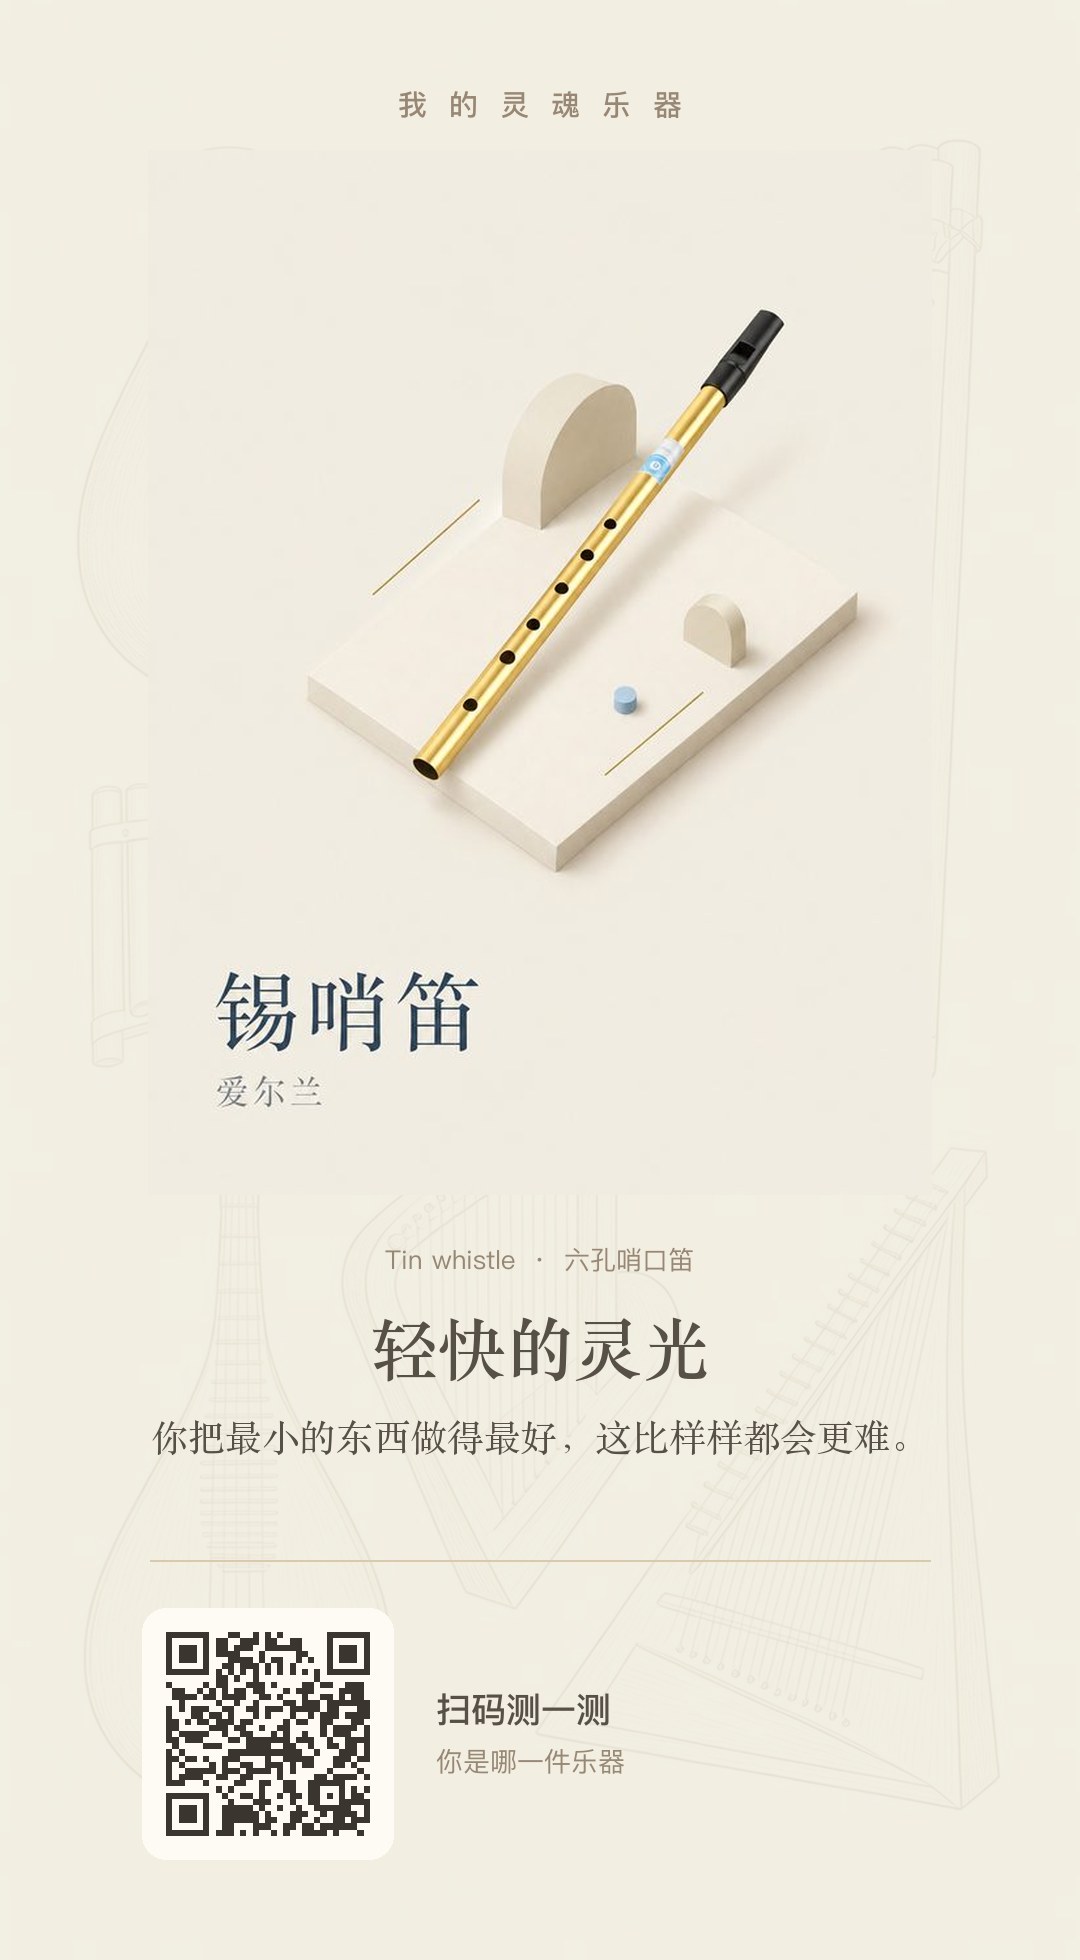 我的灵魂乐器
锡哨笛
爱尔兰
Tin whistle · 六孔哨口笛
轻快的灵光
你把最小的东西做得最好，这比样样都会更难。
扫码测一测
你是哪一件乐器